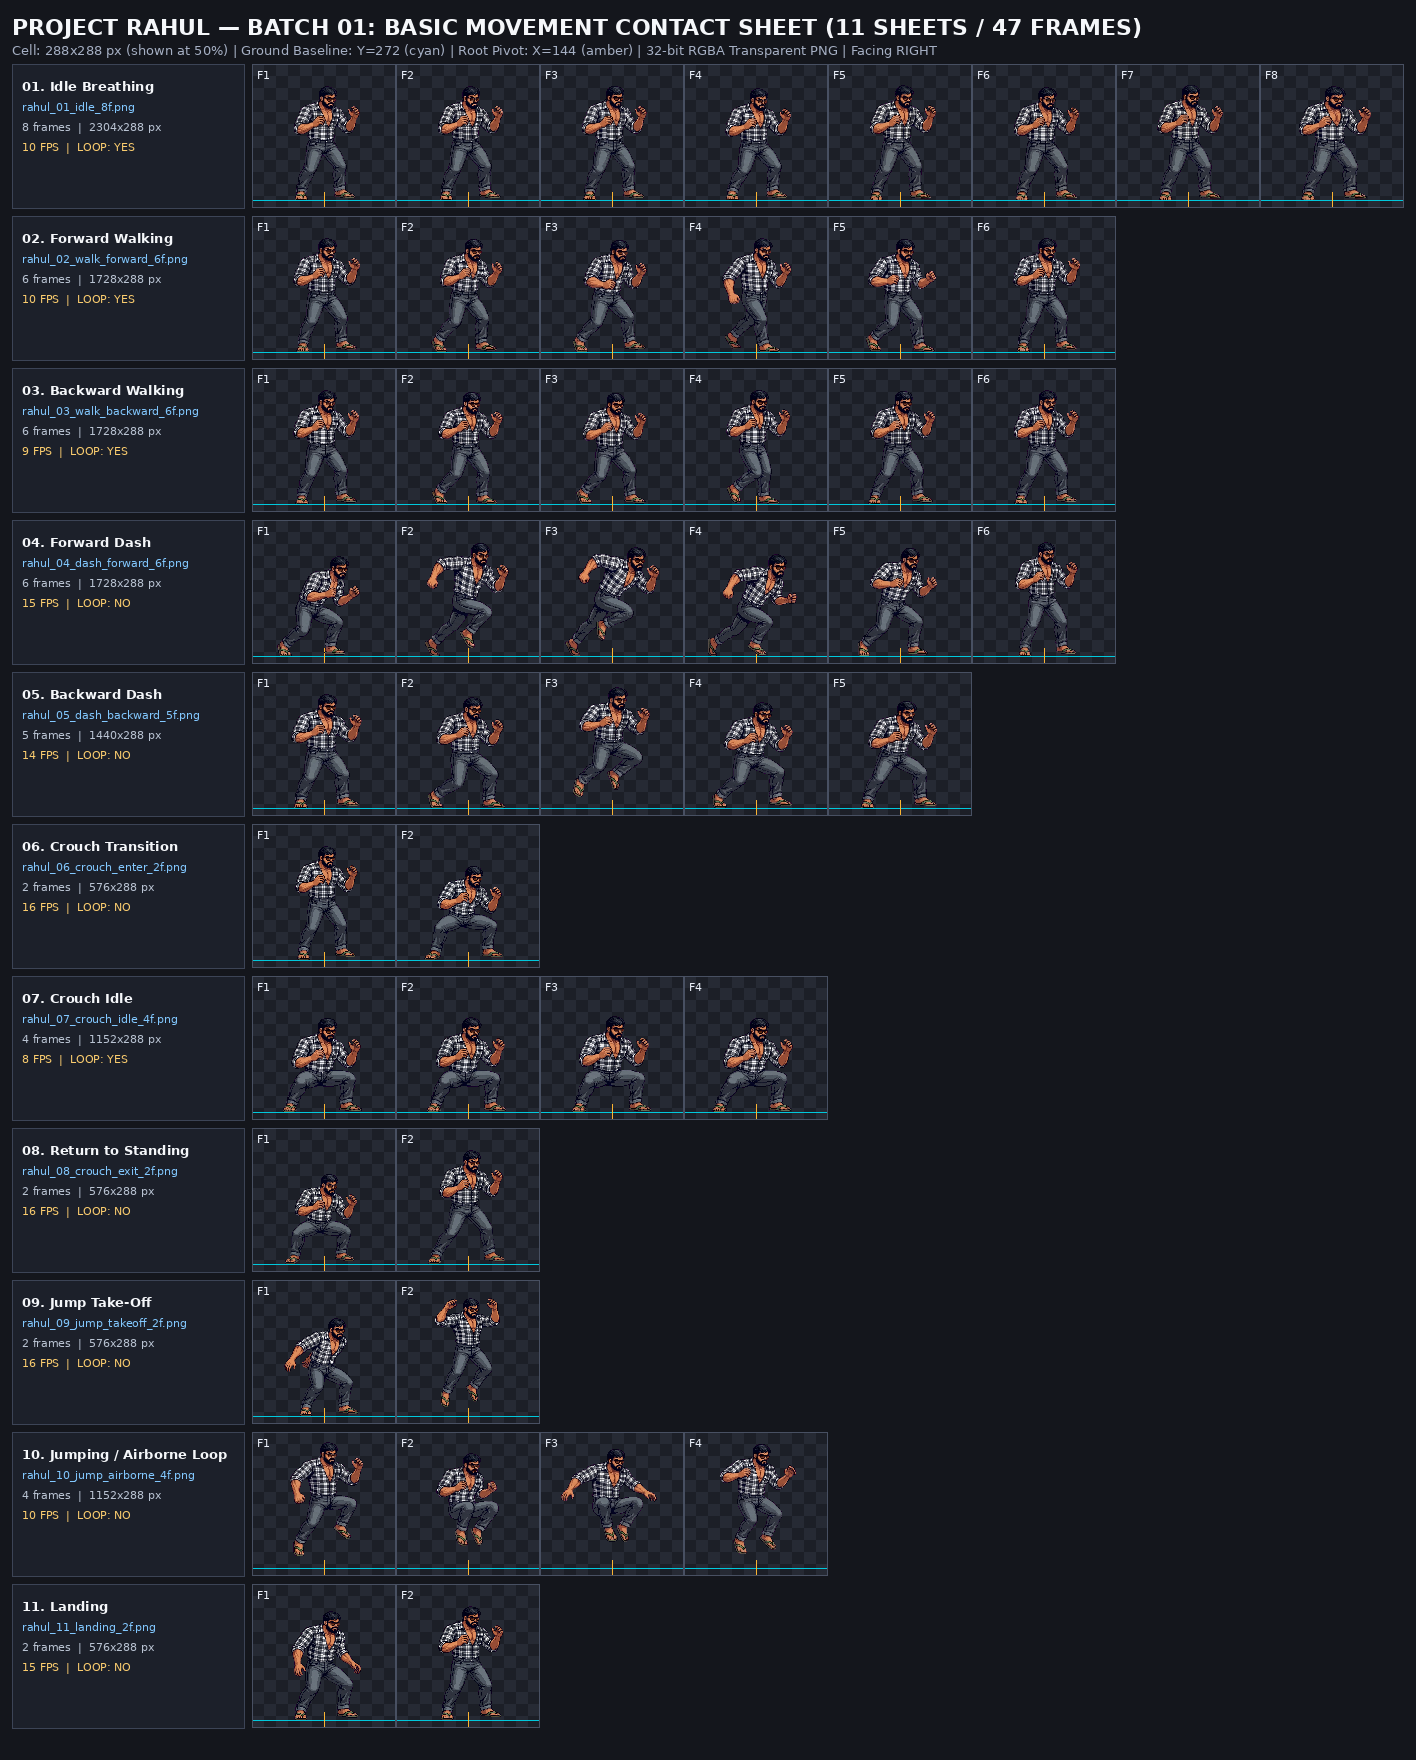 PROJECT RAHUL — BATCH 01: BASIC MOVEMENT CONTACT SHEET (11 SHEETS / 47 FRAMES)
Cell: 288x288 px (shown at 50%) | Ground Baseline: Y=272 (cyan) | Root Pivot: X=144 (amber) | 32-bit RGBA Transparent PNG | Facing RIGHT
01. Idle Breathing
rahul_01_idle_8f.png
8 frames | 2304x288 px
10 FPS | LOOP: YES
F1 F2 F3 F4 F5 F6 F7 F8
02. Forward Walking
rahul_02_walk_forward_6f.png
6 frames | 1728x288 px
10 FPS | LOOP: YES
F1 F2 F3 F4 F5 F6
03. Backward Walking
rahul_03_walk_backward_6f.png
6 frames | 1728x288 px
9 FPS | LOOP: YES
F1 F2 F3 F4 F5 F6
04. Forward Dash
rahul_04_dash_forward_6f.png
6 frames | 1728x288 px
15 FPS | LOOP: NO
F1 F2 F3 F4 F5 F6
05. Backward Dash
rahul_05_dash_backward_5f.png
5 frames | 1440x288 px
14 FPS | LOOP: NO
F1 F2 F3 F4 F5
06. Crouch Transition
rahul_06_crouch_enter_2f.png
2 frames | 576x288 px
16 FPS | LOOP: NO
F1 F2
07. Crouch Idle
rahul_07_crouch_idle_4f.png
4 frames | 1152x288 px
8 FPS | LOOP: YES
F1 F2 F3 F4
08. Return to Standing
rahul_08_crouch_exit_2f.png
2 frames | 576x288 px
16 FPS | LOOP: NO
F1 F2
09. Jump Take-Off
rahul_09_jump_takeoff_2f.png
2 frames | 576x288 px
16 FPS | LOOP: NO
F1 F2
10. Jumping / Airborne Loop
rahul_10_jump_airborne_4f.png
4 frames | 1152x288 px
10 FPS | LOOP: NO
F1 F2 F3 F4
11. Landing
rahul_11_landing_2f.png
2 frames | 576x288 px
15 FPS | LOOP: NO
F1 F2